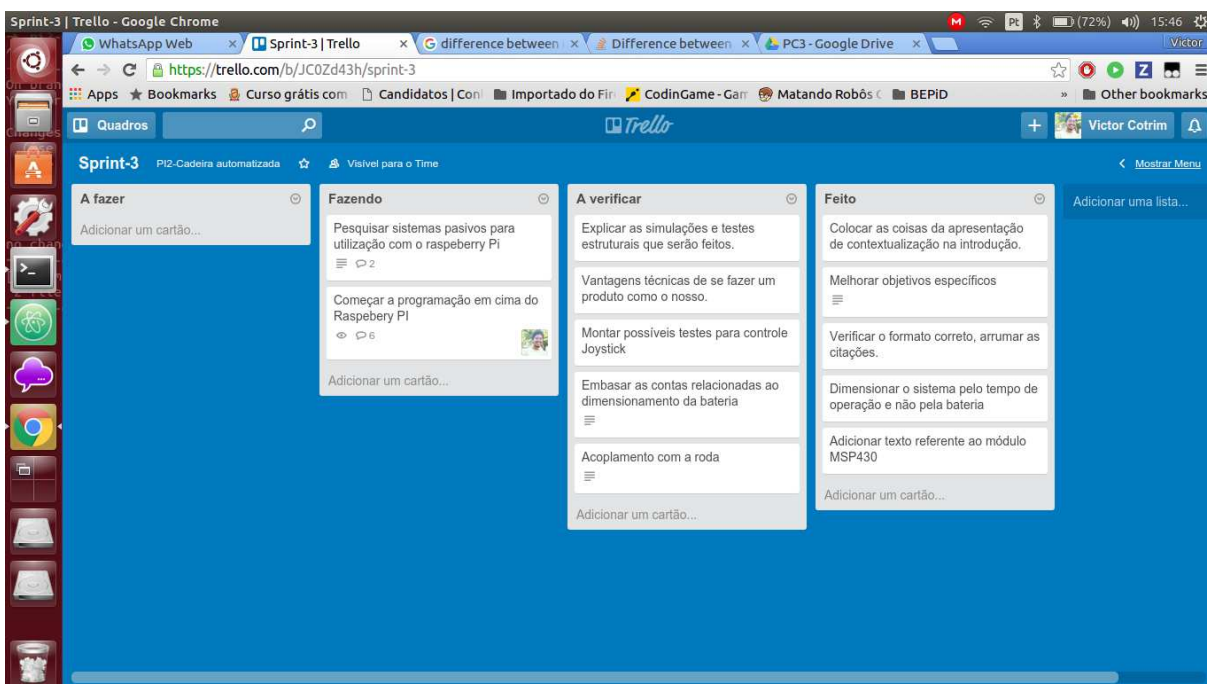 Sprint-3 | Trello - Google Chrome
M
Pt
(72%)
15:46
WhatsApp Web
Sprint-3 | Trello
difference between
Difference between
PC3 - Google Drive
Victor
https://trello.com/b/JC0Zd43h/sprint-3
Apps
Bookmarks
Curso grátis com
Candidatos | Con
Importado do Fir
CodinGame - Gam
Matando Robôs
BEPiD
»
Other bookmarks
Quadros
Trello
Victor Cotrim
Sprint-3
PI2-Cadeira automatizada
Visível para o Time
Mostrar Menu
A fazer
Adicionar um cartão...
Fazendo
Pesquisar sistemas pasivos para
utilização com o raspeberry Pi
2
Começar a programação em cima do
Raspebery PI
6
Adicionar um cartão...
A verificar
Explicar as simulações e testes
estruturais que serão feitos.
Vantagens técnicas de se fazer um
produto como o nosso.
Montar possíveis testes para controle
Joystick
Embasar as contas relacionadas ao
dimensionamento da bateria
Acoplamento com a roda
Adicionar um cartão...
Feito
Colocar as coisas da apresentação
de contextualização na introdução.
Melhorar objetivos específicos
Verificar o formato correto, arrumar as
citações.
Dimensionar o sistema pelo tempo de
operação e não pela bateria
Adicionar texto referente ao módulo
MSP430
Adicionar um cartão...
Adicionar uma lista...